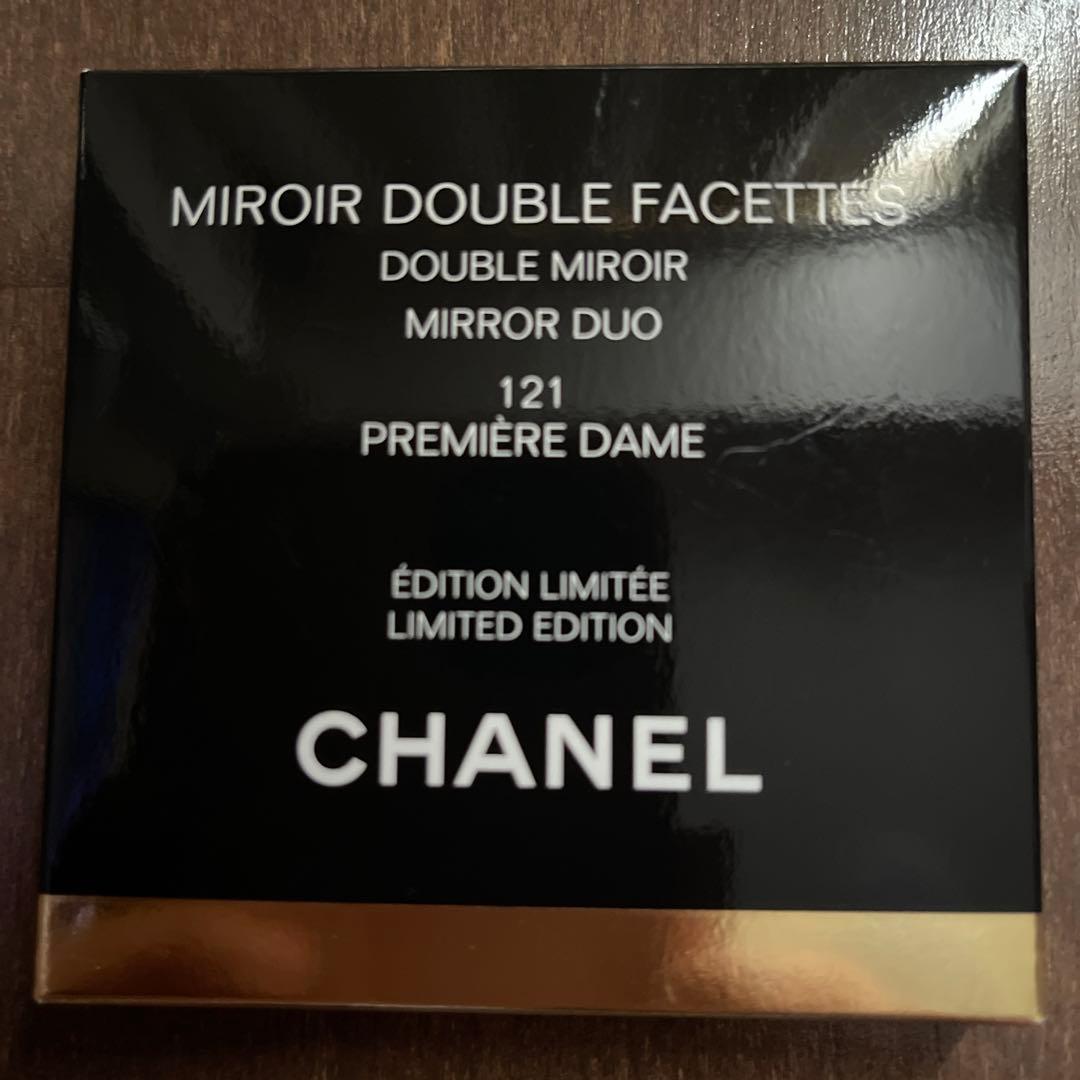 MIROIR DOUBLE FACETTES
DOUBLE MIROIR
MIRROR DUO
121
PREMIÈRE DAME
ÉDITION LIMITÉE
LIMITED EDITION
CHANEL